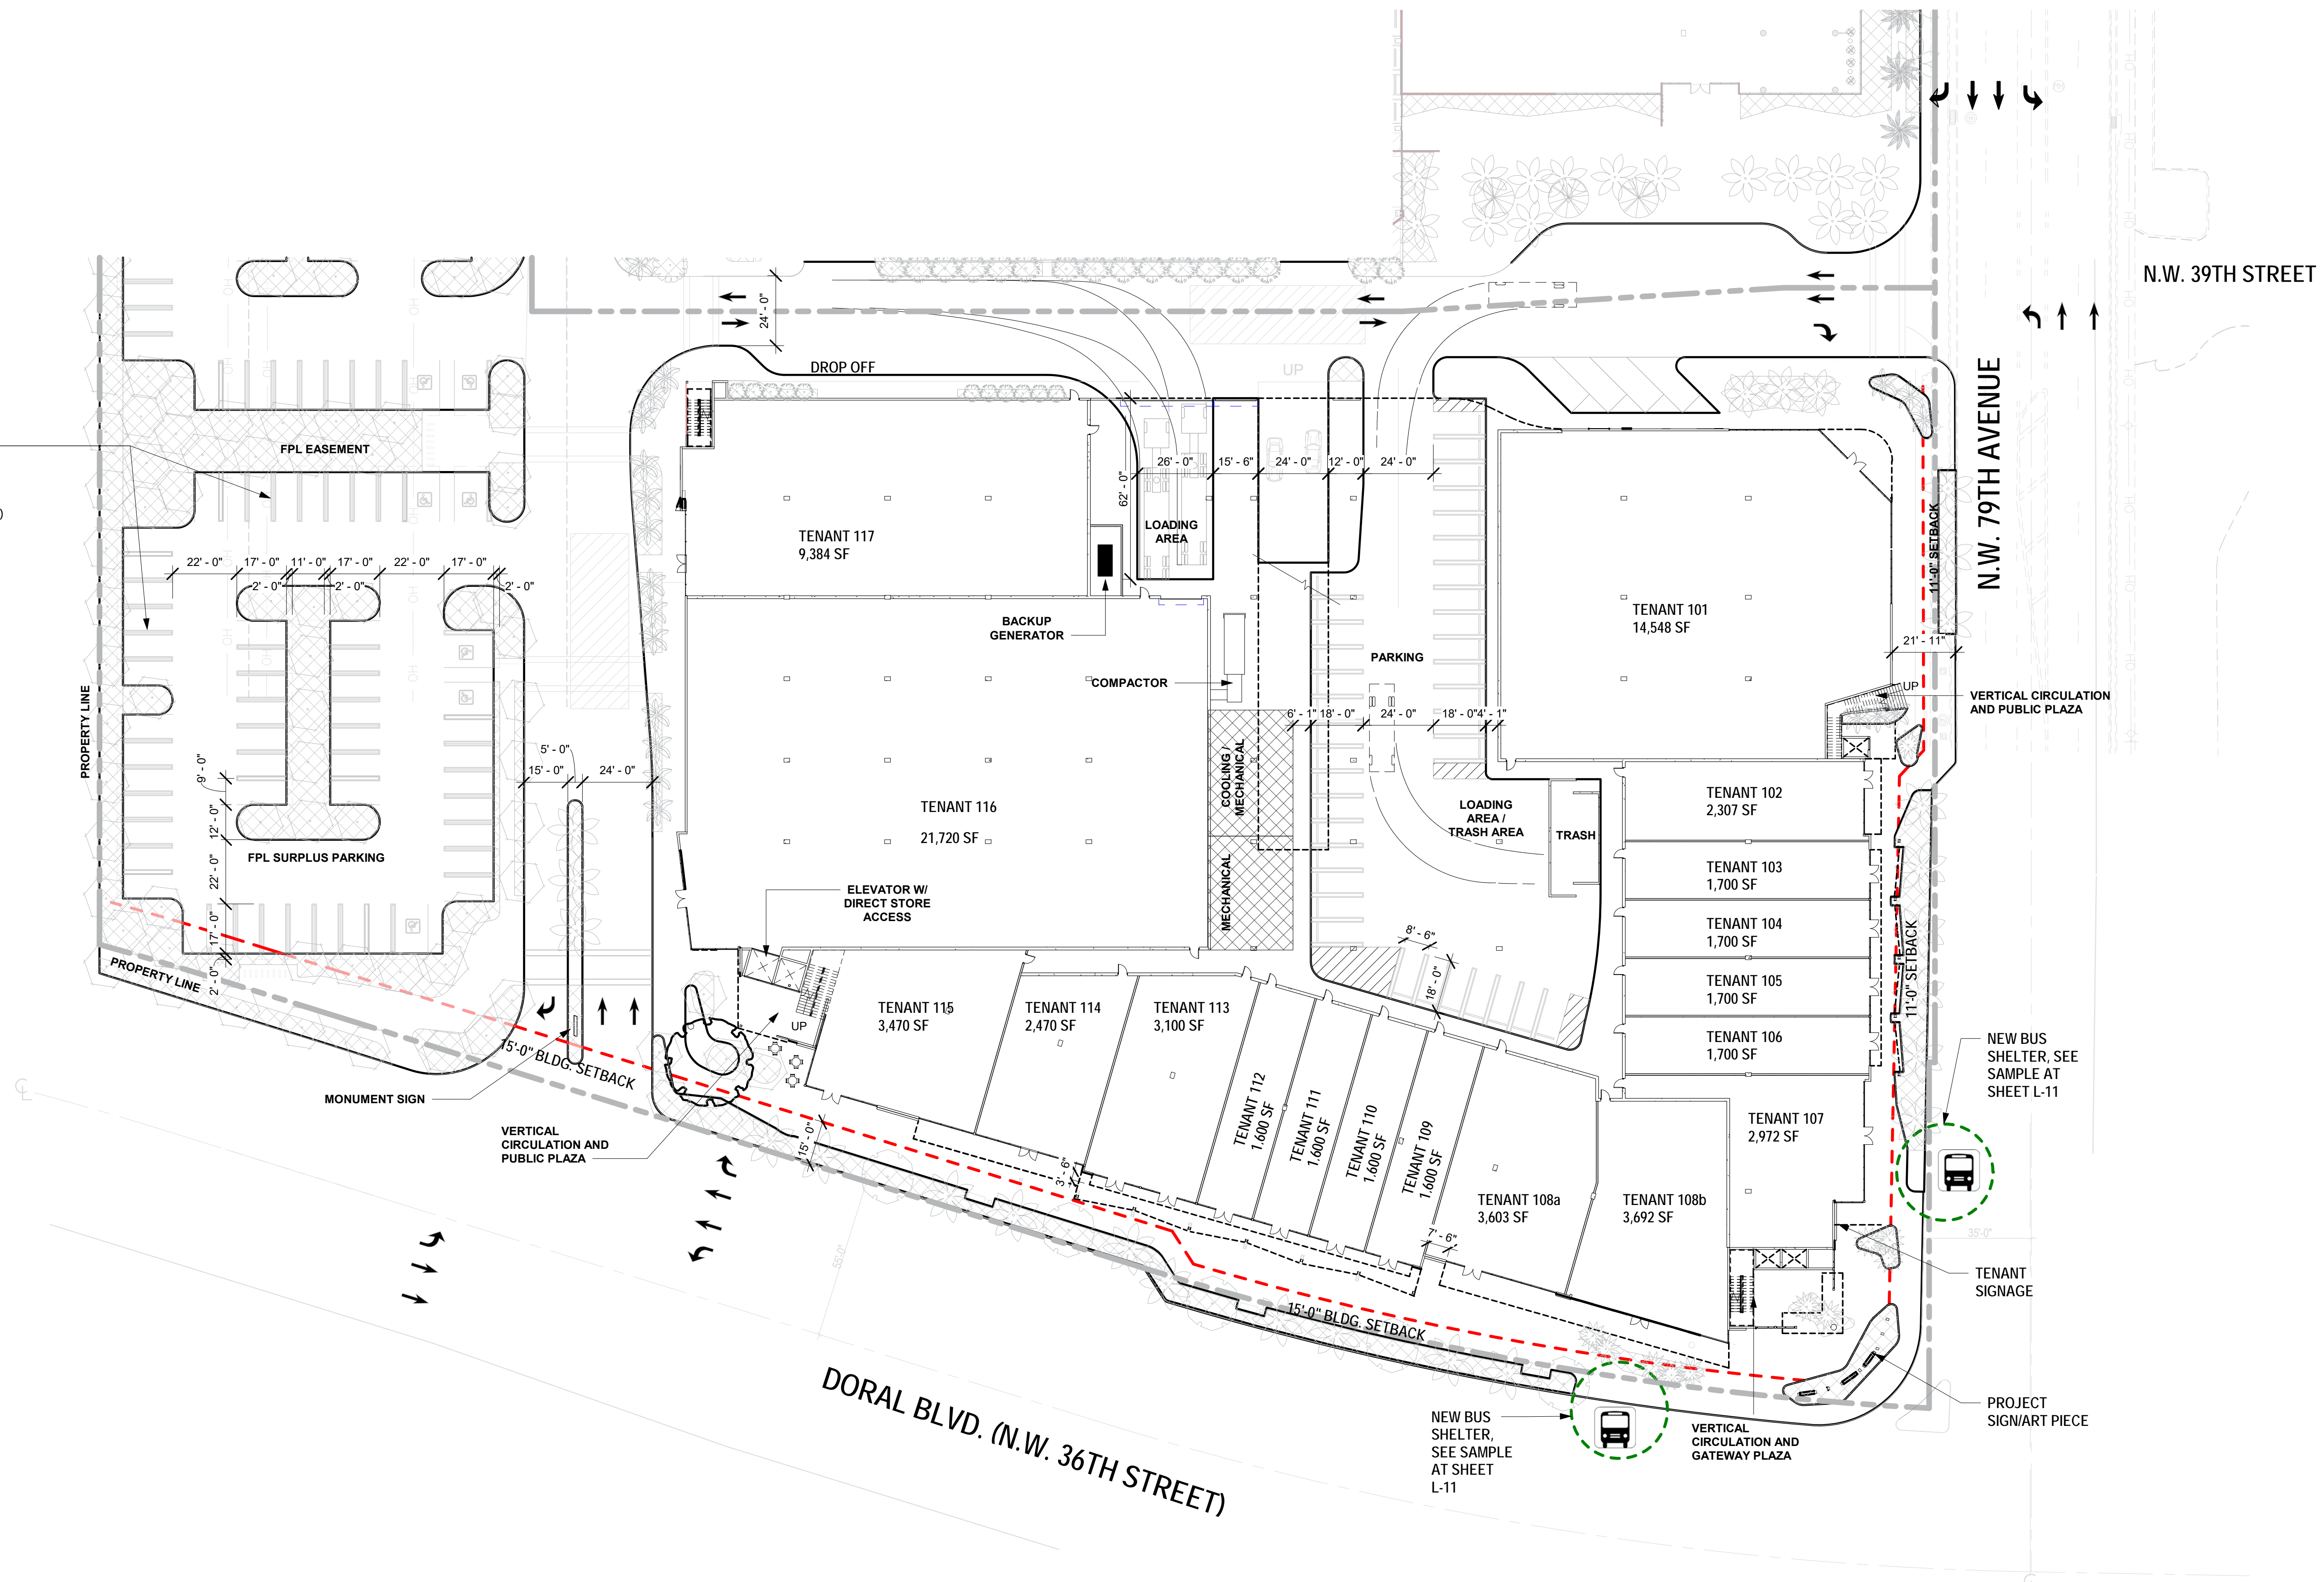 N.W. 39TH STREET
N.W. 79TH AVENUE
24' - 0"
DROP OFF
UP
FPL EASEMENT
)
26' - 0"
15' - 6"
24' - 0"
12' - 0"
24' - 0"
62' - 0"
LOADING
AREA
TENANT 117
9,384 SF
11'-0" SETBACK
22' - 0"
17' - 0"
11' - 0"
17' - 0"
22' - 0"
17' - 0"
2' - 0"
2' - 0"
2' - 0"
BACKUP
GENERATOR
TENANT 101
14,548 SF
21' - 11"
PARKING
COMPACTOR
UP
VERTICAL CIRCULATION
AND PUBLIC PLAZA
6' - 1"
18' - 0"
24' - 0"
18' - 0"
4' - 1"
PROPERTY LINE
5' - 0"
15' - 0"
24' - 0"
9' - 0"
12' - 0"
COOLING /
MECHANICAL
TENANT 116
21,720 SF
LOADING
AREA /
TRASH AREA
TRASH
TENANT 102
2,307 SF
FPL SURPLUS PARKING
22' - 0"
MECHANICAL
TENANT 103
1,700 SF
ELEVATOR W/
DIRECT STORE
ACCESS
17' - 0"
2' - 0"
8' - 6"
18' - 0"
TENANT 104
1,700 SF
11'-0" SETBACK
PROPERTY LINE
TENANT 105
1,700 SF
TENANT 115
3,470 SF
TENANT 114
2,470 SF
TENANT 113
3,100 SF
UP
TENANT 106
1,700 SF
NEW BUS
SHELTER, SEE
SAMPLE AT
SHEET L-11
15'-0" BLDG. SETBACK
MONUMENT SIGN
TENANT 112
1.600 SF
TENANT 111
1.600 SF
TENANT 110
1.600 SF
TENANT 109
1.600 SF
TENANT 107
2,972 SF
VERTICAL
CIRCULATION AND
PUBLIC PLAZA
15' - 0"
3' - 6"
TENANT 108a
3,603 SF
TENANT 108b
3,692 SF
7' - 6"
55'-0"
35'-0"
TENANT
SIGNAGE
15'-0" BLDG. SETBACK
DORAL BLVD. (N.W. 36TH STREET)
PROJECT
SIGN/ART PIECE
NEW BUS
SHELTER,
SEE SAMPLE
AT SHEET
L-11
VERTICAL
CIRCULATION AND
GATEWAY PLAZA